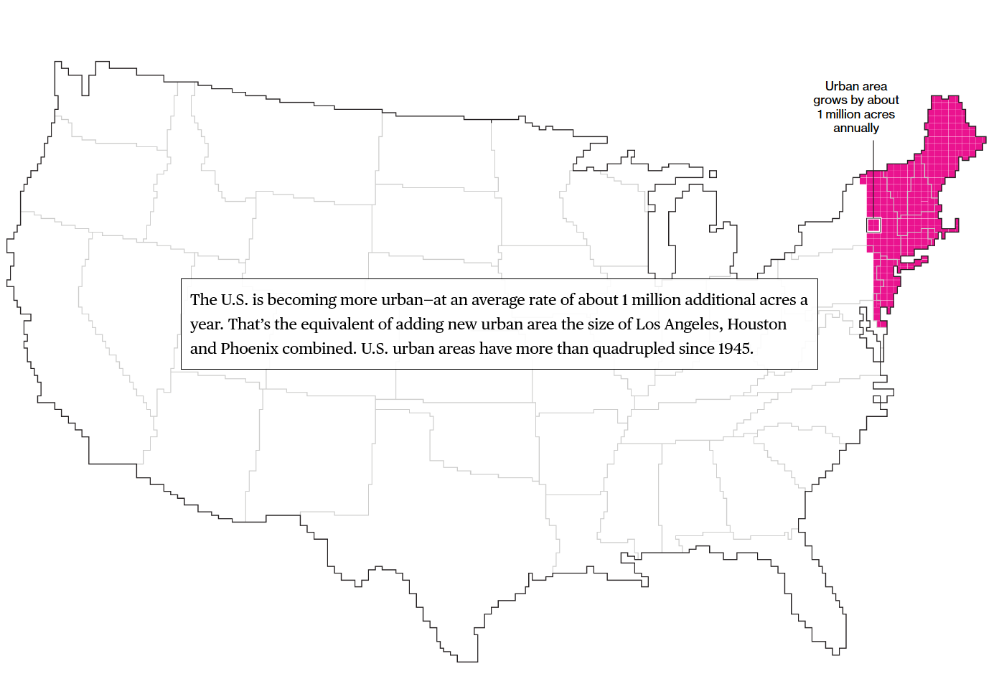 Urban area
grows by about
1 million acres
annually
The U.S. is becoming more urban—at an average rate of about 1 million additional acres a
year. That’s the equivalent of adding new urban area the size of Los Angeles, Houston
and Phoenix combined. U.S. urban areas have more than quadrupled since 1945.